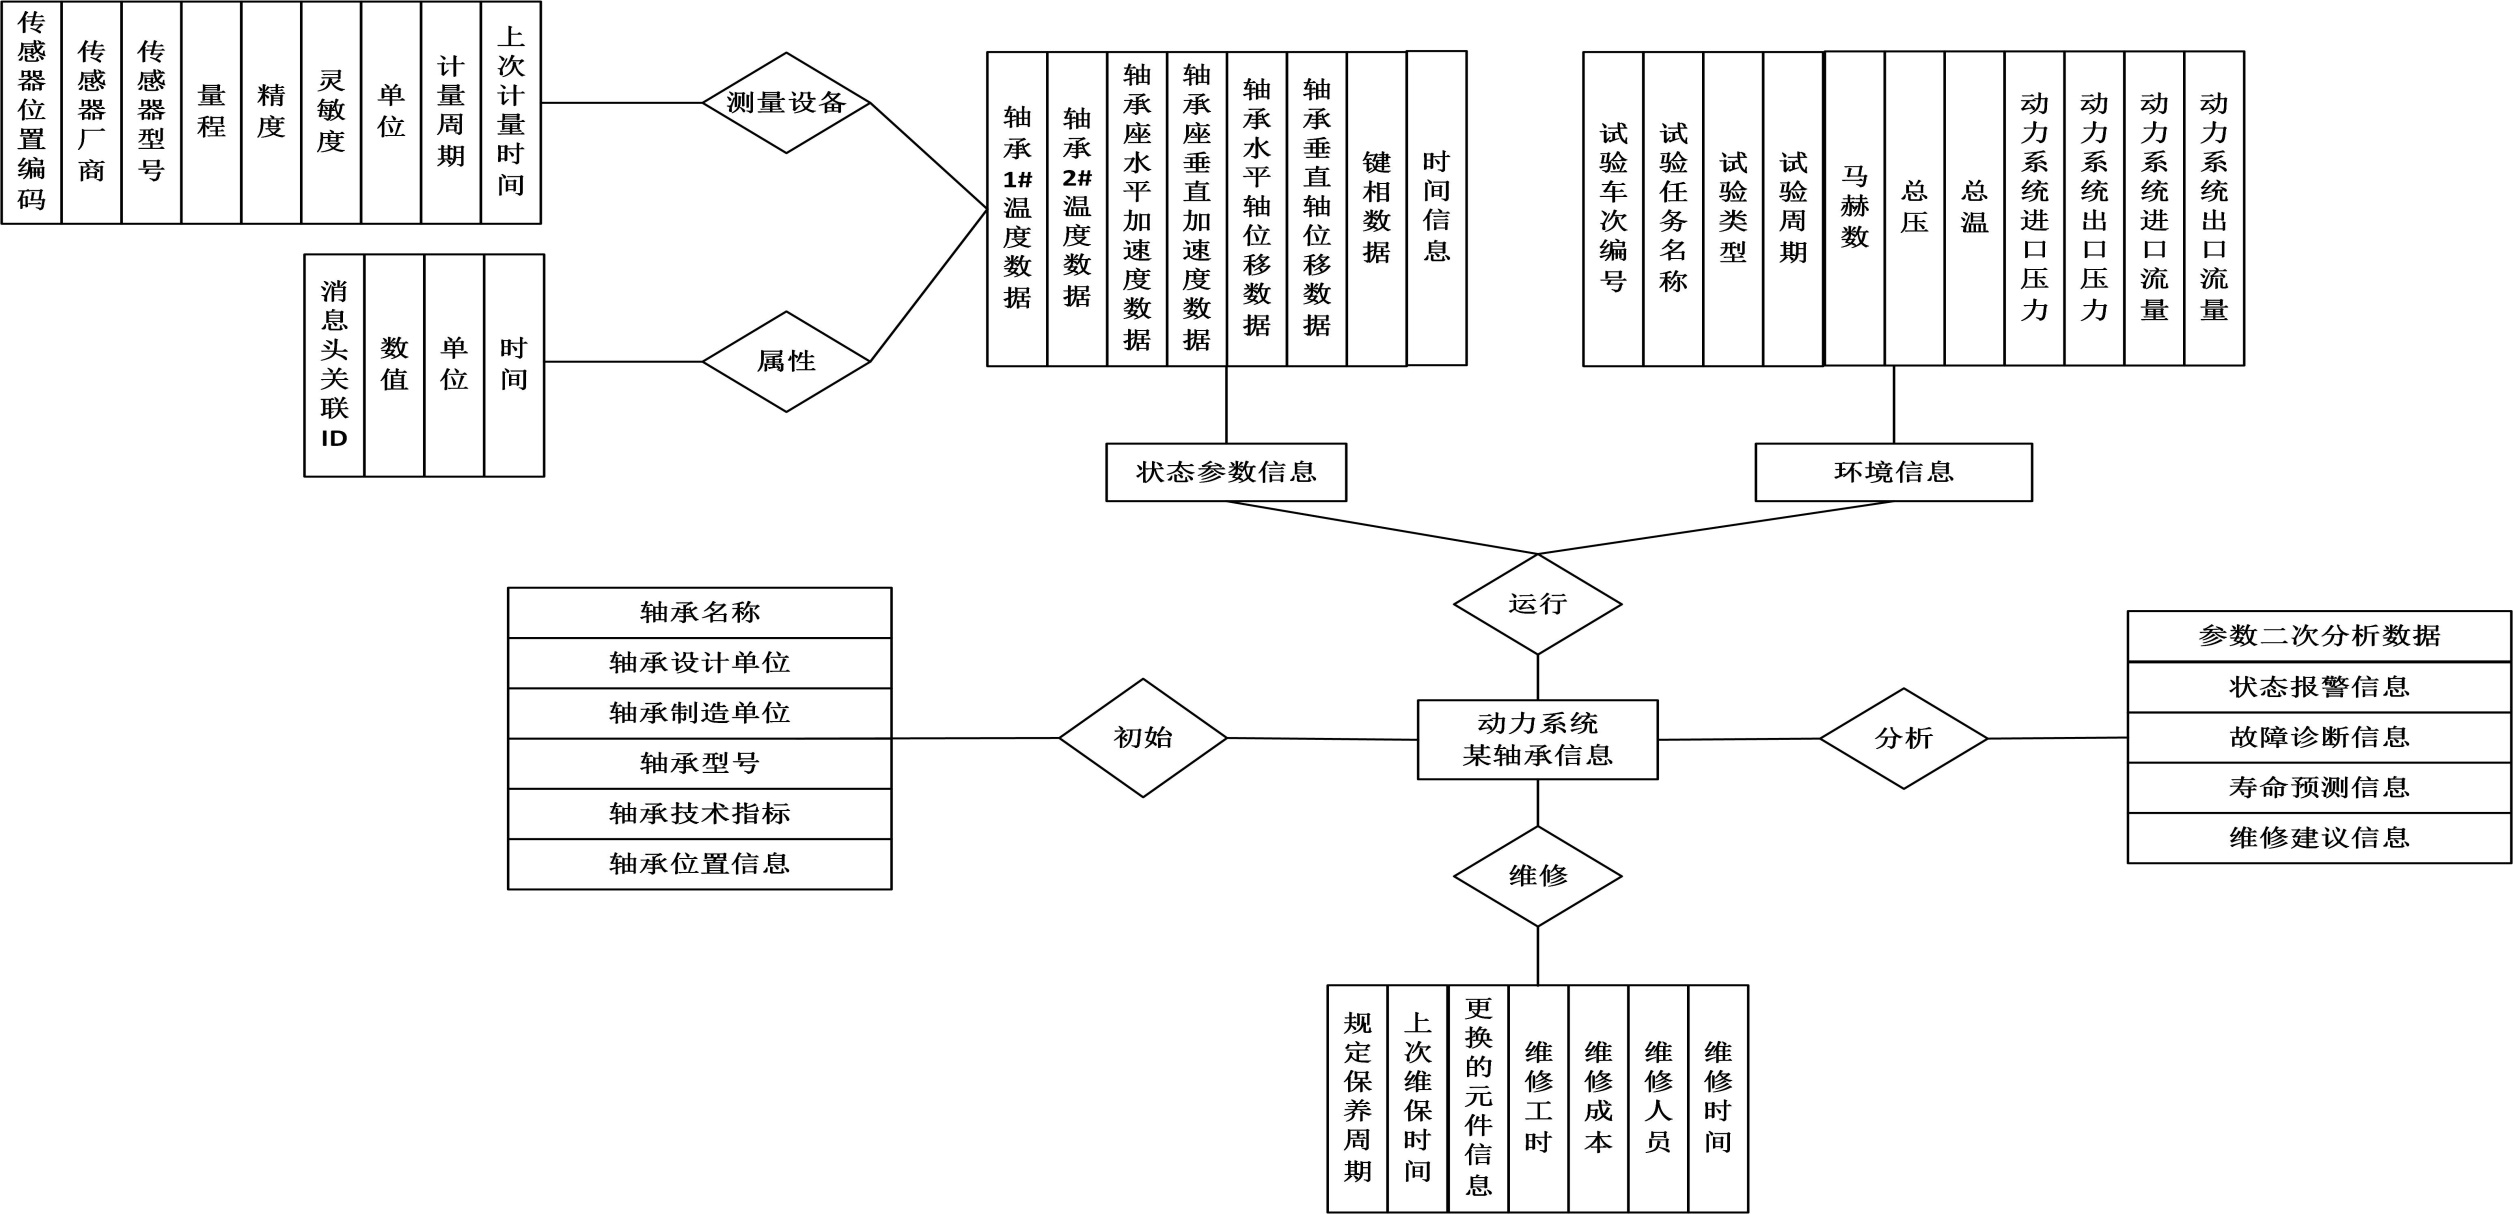 传感器位置编码
传感器厂商
传感器型号
量程
精度
灵敏度
单位
计量周期
上次计量时间
测量设备
消息头关联ID
数值
单位
时间
属性
轴承1#温度数据
轴承2#温度数据
轴承座水平加速度数据
轴承座垂直加速度数据
轴承水平轴位移数据
轴承垂直轴位移数据
键相数据
时间信息
试验车次编号
试验任务名称
试验类型
试验周期
马赫数
总压
总温
动力系统进口压力
动力系统出口压力
动力系统进口流量
动力系统出口流量
状态参数信息
环境信息
运行
轴承名称
轴承设计单位
轴承制造单位
轴承型号
轴承技术指标
轴承位置信息
初始
动力系统
某轴承信息
分析
参数二次分析数据
状态报警信息
故障诊断信息
寿命预测信息
维修建议信息
维修
规定保养周期
上次维保时间
更换的元件信息
维修工时
维修成本
维修人员
维修时间